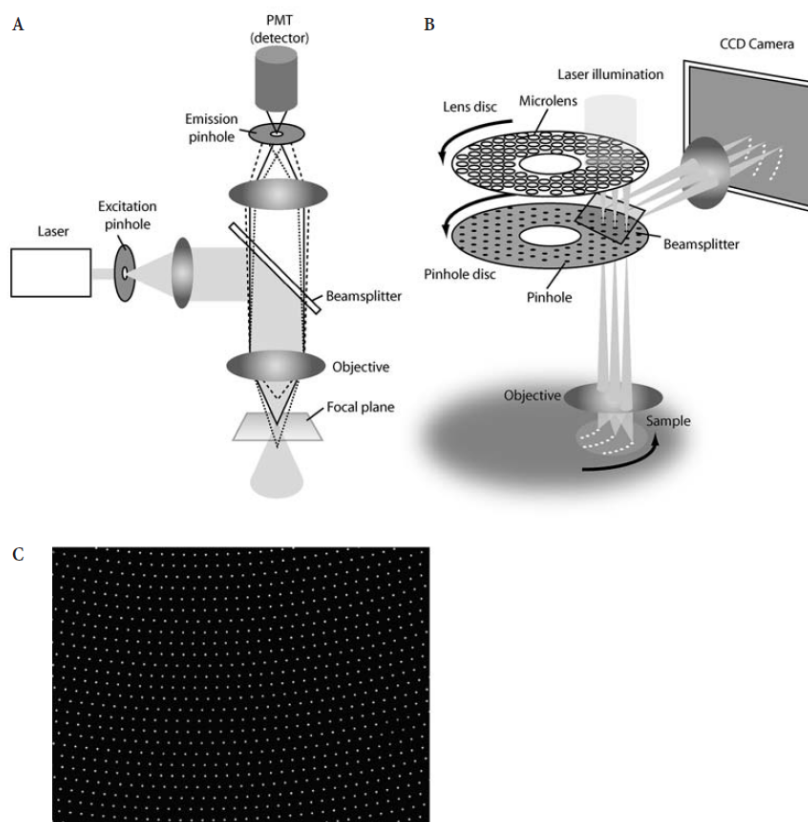 A
PMT
(detector)
Emission
pinhole
Excitation
pinhole
Laser
Beamsplitter
Objective
Focal plane
B
CCD Camera
Laser illumination
Microlens
Lens disc
Beamsplitter
Pinhole disc
Pinhole
Objective
Sample
C